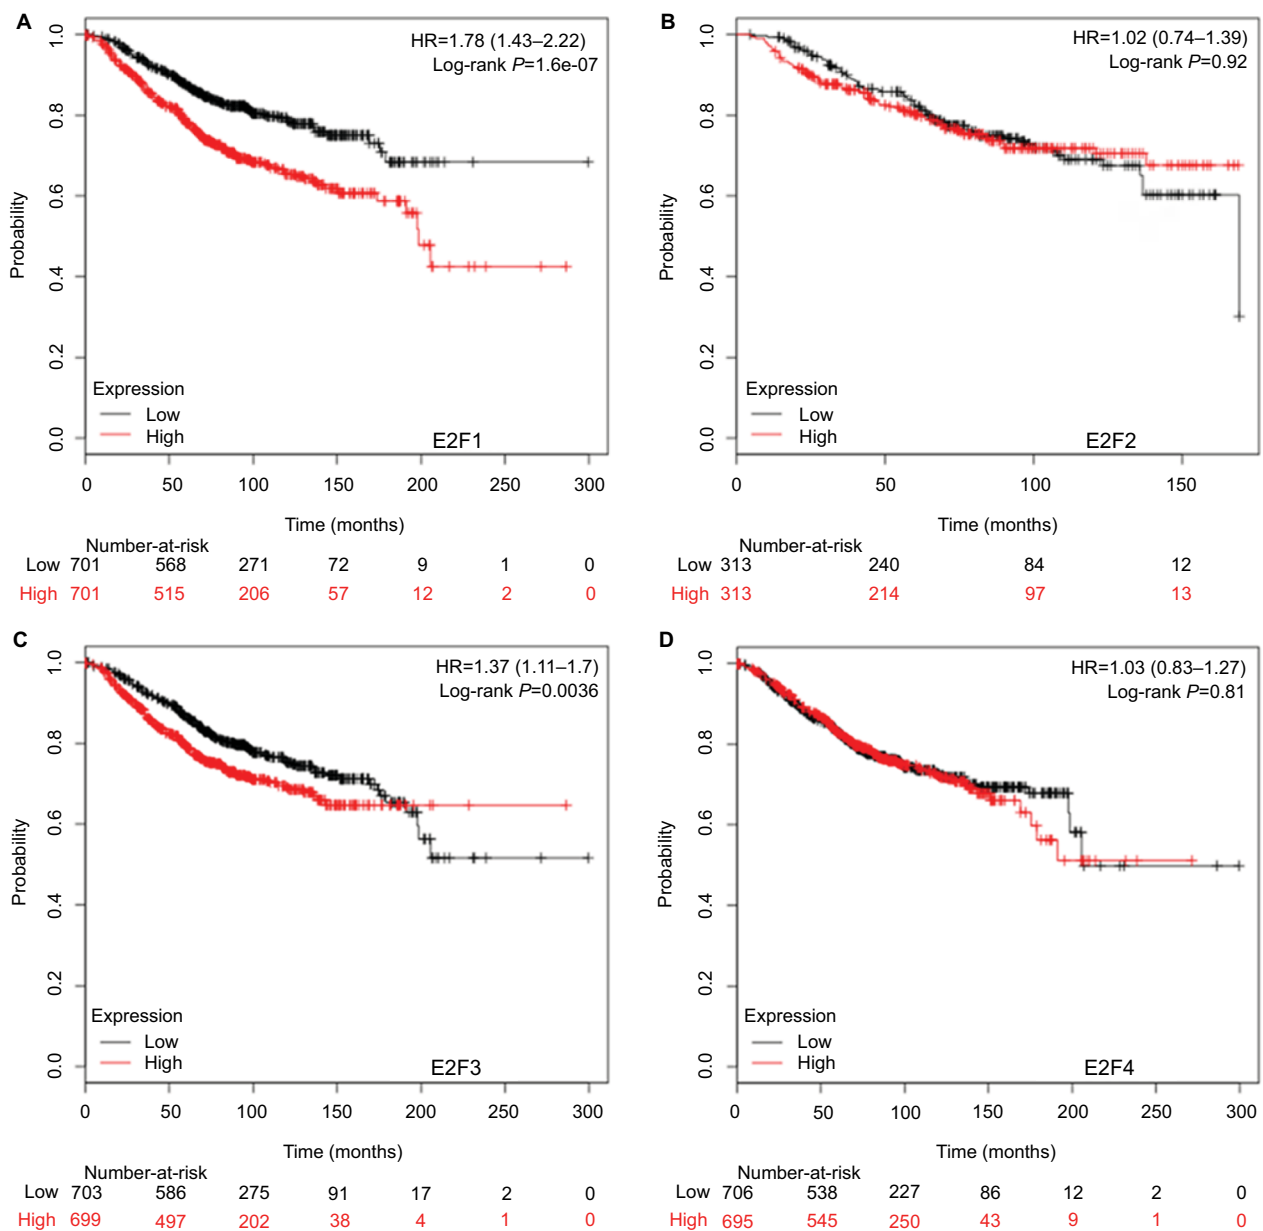 A
HR=1.78 (1.43–2.22)
Log-rank P=1.6e-07
Probability
1.0
0.8
0.6
0.4
0.2
0.0
Expression
Low
High
E2F1
0 50 100 150 200 250 300
Time (months)
Number-at-risk
Low 701 568 271 72 9 1 0
High 701 515 206 57 12 2 0
B
HR=1.02 (0.74–1.39)
Log-rank P=0.92
Probability
1.0
0.8
0.6
0.4
0.2
0.0
Expression
Low
High
E2F2
0 50 100 150
Time (months)
Number-at-risk
Low 313 240 84 12
High 313 214 97 13
C
HR=1.37 (1.11–1.7)
Log-rank P=0.0036
Probability
1.0
0.8
0.6
0.4
0.2
0.0
Expression
Low
High
E2F3
0 50 100 150 200 250 300
Time (months)
Number-at-risk
Low 703 586 275 91 17 2 0
High 699 497 202 38 4 1 0
D
HR=1.03 (0.83–1.27)
Log-rank P=0.81
Probability
1.0
0.8
0.6
0.4
0.2
0.0
Expression
Low
High
E2F4
0 50 100 150 200 250 300
Time (months)
Number-at-risk
Low 706 538 227 86 12 2 0
High 695 545 250 43 9 1 0